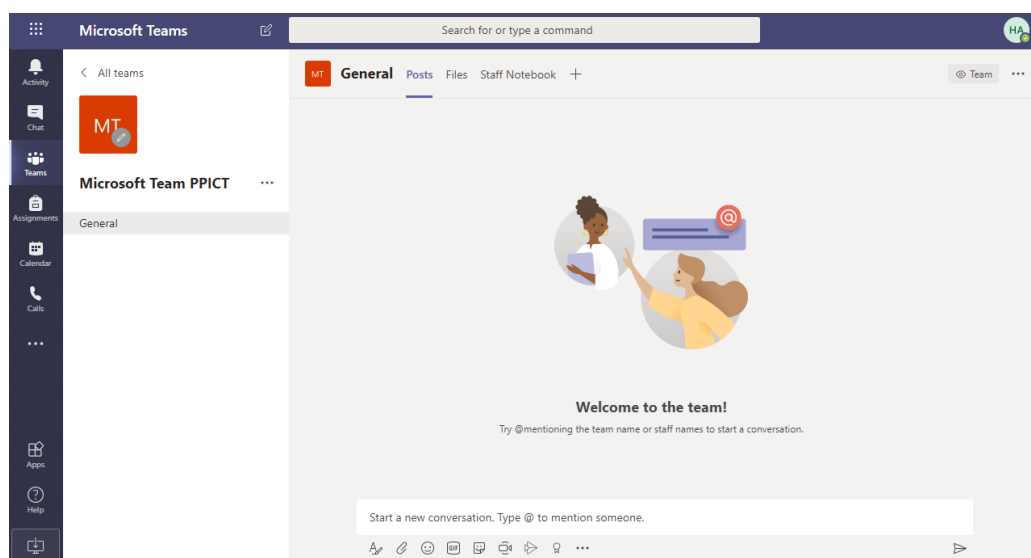 Microsoft Teams
Search for or type a command
HA
Activity
Chat
Teams
Assignments
Calendar
Calls
Apps
Help
All teams
MT
Microsoft Team PPICT
General
MT General Posts Files Staff Notebook
Team
@
Welcome to the team!
Try @mentioning the team name or staff names to start a conversation.
Start a new conversation. Type @ to mention someone.
GIF